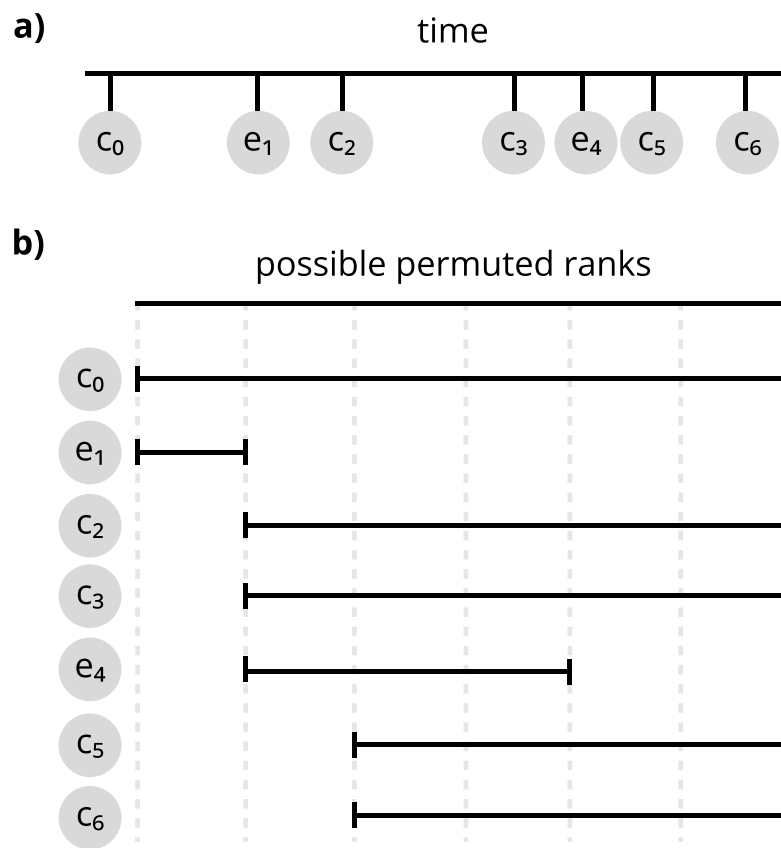 a)
time
c₀ e₁ c₂ c₃ e₄ c₅ c₆
b)
possible permuted ranks
c₀
e₁
c₂
c₃
e₄
c₅
c₆